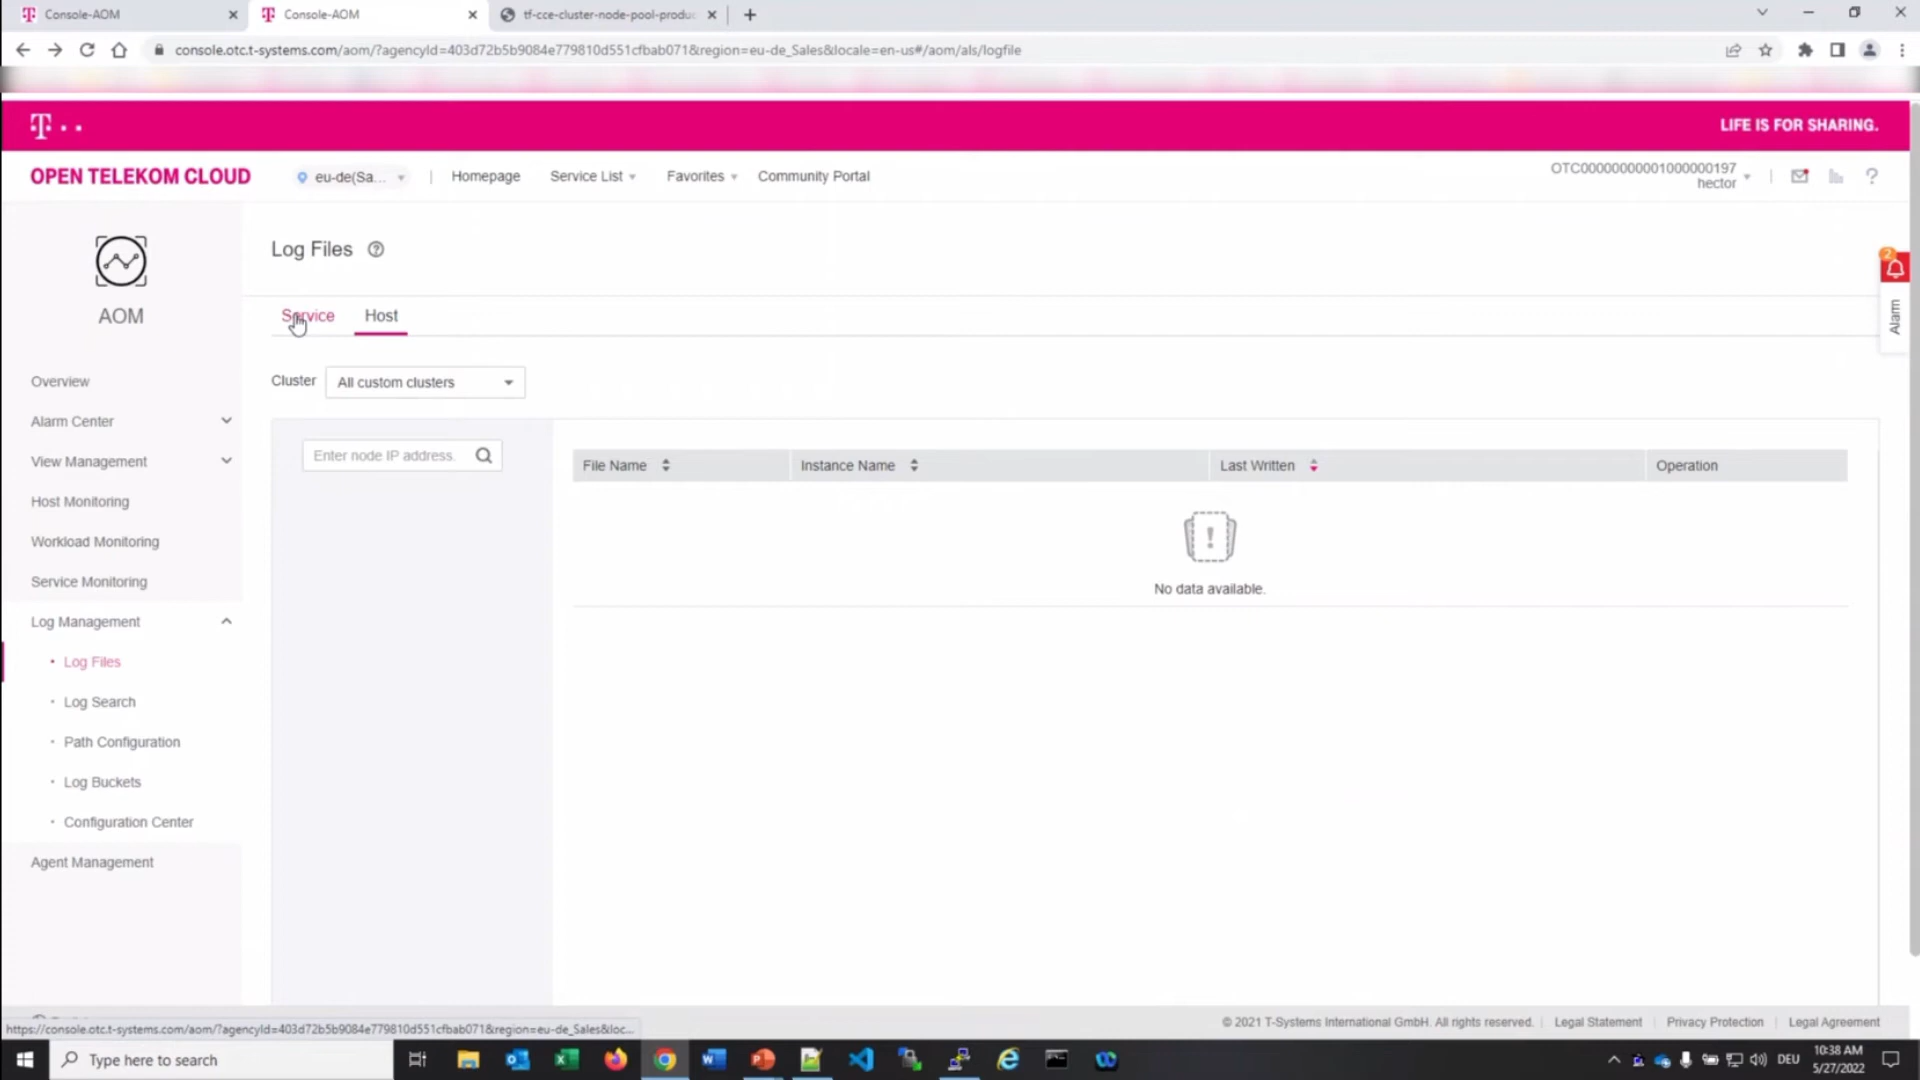 Console-AOM
Console-AOM
tf-cce-cluster-node-pool-produc
console.otc.t-systems.com/aom/?agencyId=403d72b5b9084e779810d551cfbab071&region=eu-de_Sales&locale=en-us#/aom/als/logfile
T
LIFE IS FOR SHARING.
OPEN TELEKOM CLOUD
eu-de(Sa...
Homepage
Service List
Favorites
Community Portal
OTC00000000001000000197
hector
?
AOM
Log Files ?
2
Alarm
Service
Host
Cluster
All custom clusters
Overview
Alarm Center
View Management
Host Monitoring
Workload Monitoring
Service Monitoring
Log Management
Log Files
Log Search
Path Configuration
Log Buckets
Configuration Center
Agent Management
Enter node IP address.
File Name
Instance Name
Last Written
Operation
No data available.
https://console.otc.t-systems.com/aom/?agencyId=403d72b5b9084e779810d551cfbab071&region=eu-de_Sales&loc...
© 2021 T-Systems International GmbH. All rights reserved.
Legal Statement
Privacy Protection
Legal Agreement
Type here to search
DEU
10:38 AM
5/27/2022